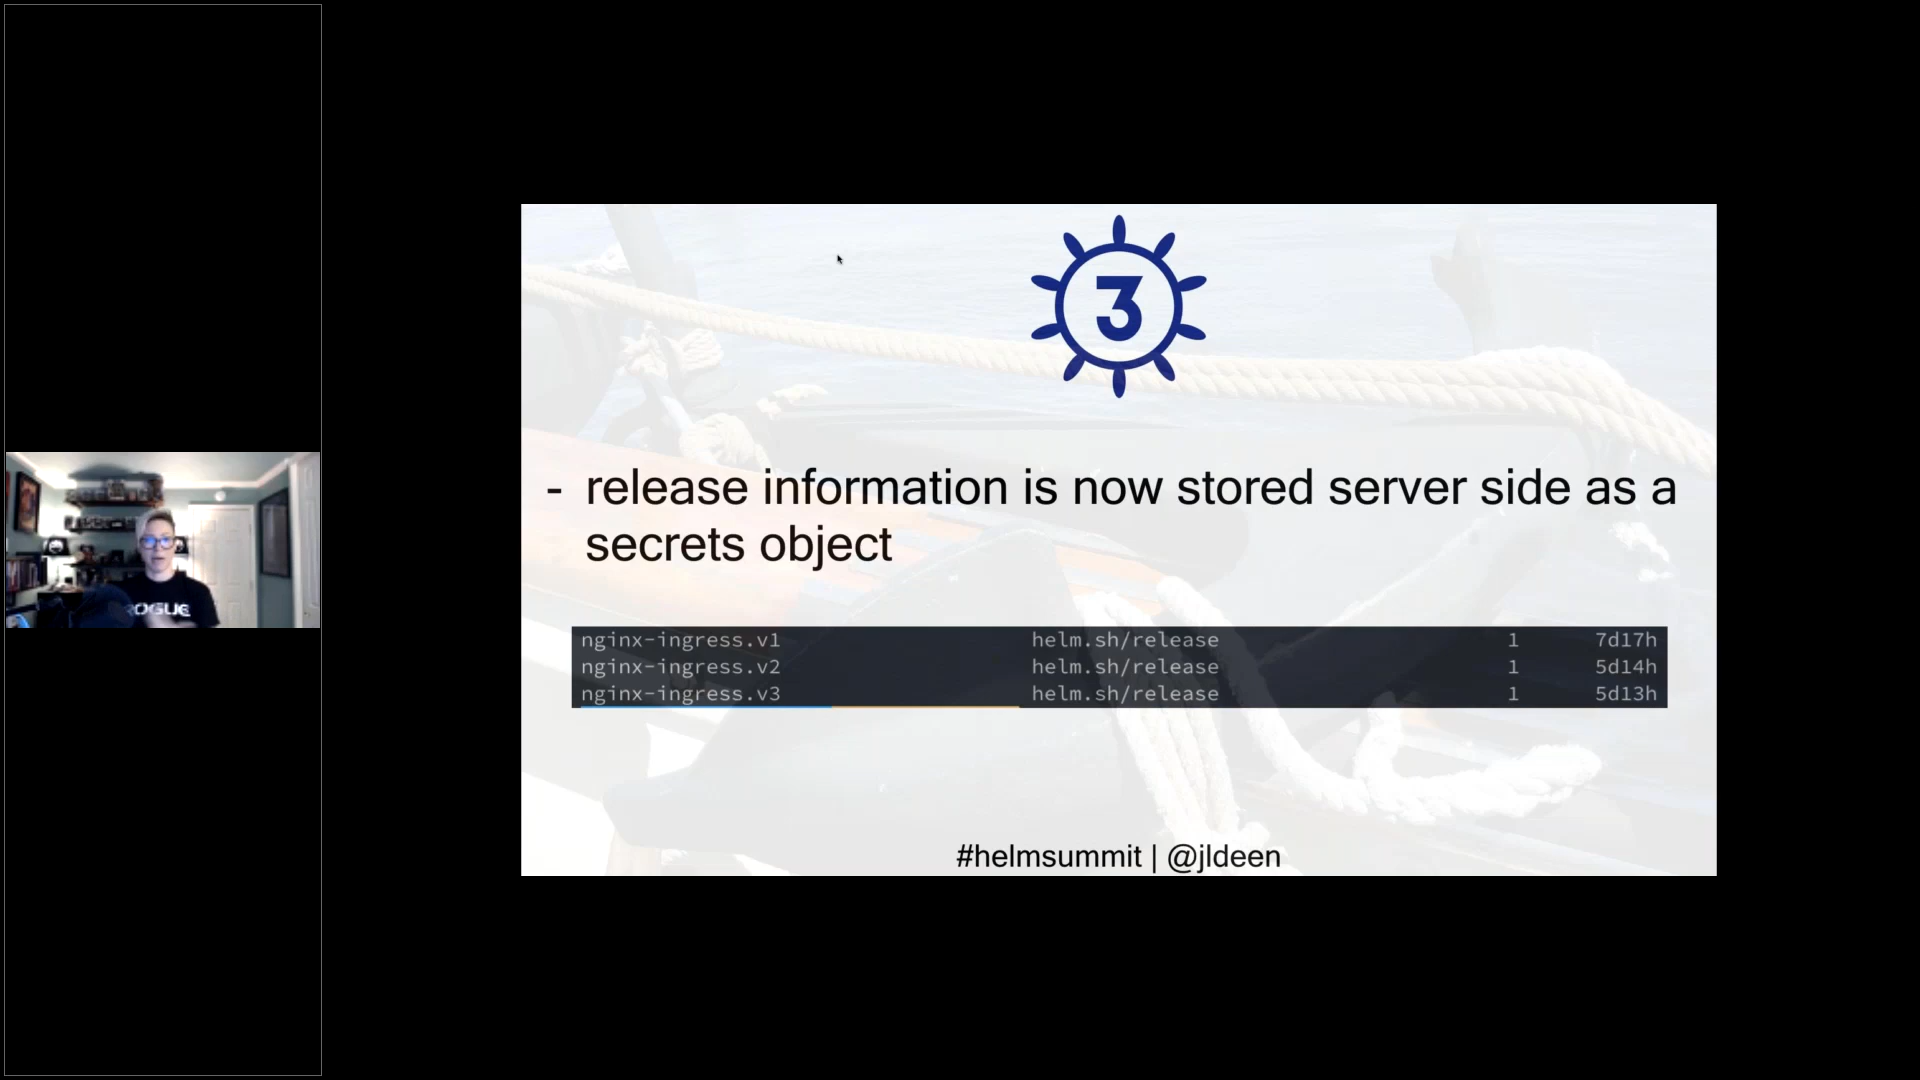 3
- release information is now stored server side as a
secrets object
nginx-ingress.v1 helm.sh/release 1 7d17h
nginx-ingress.v2 helm.sh/release 1 5d14h
nginx-ingress.v3 helm.sh/release 1 5d13h
#helmsummit | @jldeen
ROGUE